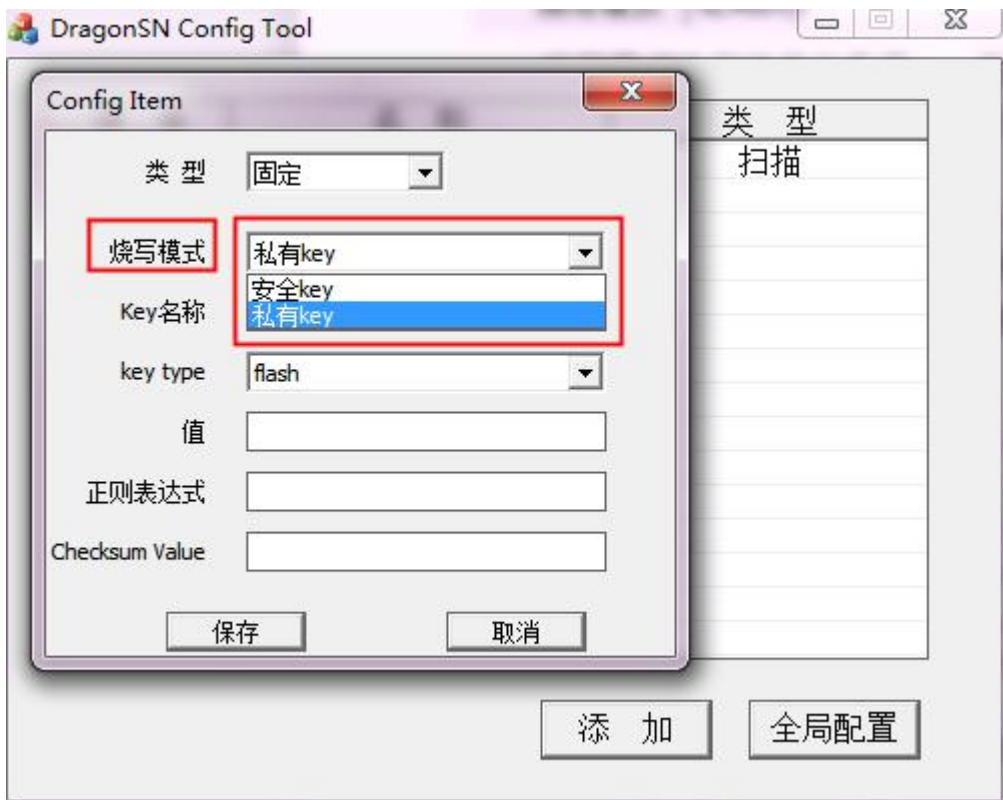 DragonSN Config Tool
Config Item
类 型
扫描
类 型
固定
烧写模式
私有key
安全key
私有key
Key名称
key type
flash
值
正则表达式
Checksum Value
保存
取消
添 加
全局配置